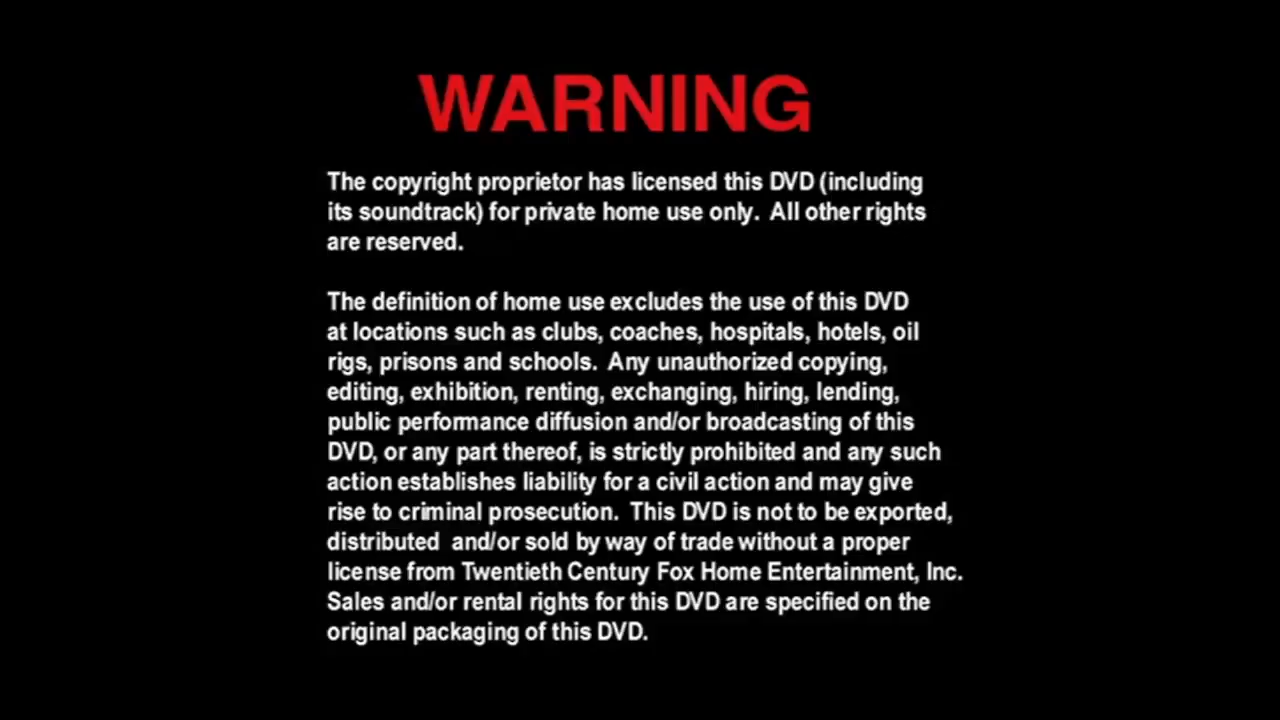 WARNING
The copyright proprietor has licensed this DVD (including
its soundtrack) for private home use only.  All other rights
are reserved.
The definition of home use excludes the use of this DVD
at locations such as clubs, coaches, hospitals, hotels, oil
rigs, prisons and schools.  Any unauthorized copying,
editing, exhibition, renting, exchanging, hiring, lending,
public performance diffusion and/or broadcasting of this
DVD, or any part thereof, is strictly prohibited and any such
action establishes liability for a civil action and may give
rise to criminal prosecution.  This DVD is not to be exported,
distributed  and/or sold by way of trade without a proper
license from Twentieth Century Fox Home Entertainment, Inc.
Sales and/or rental rights for this DVD are specified on the
original packaging of this DVD.